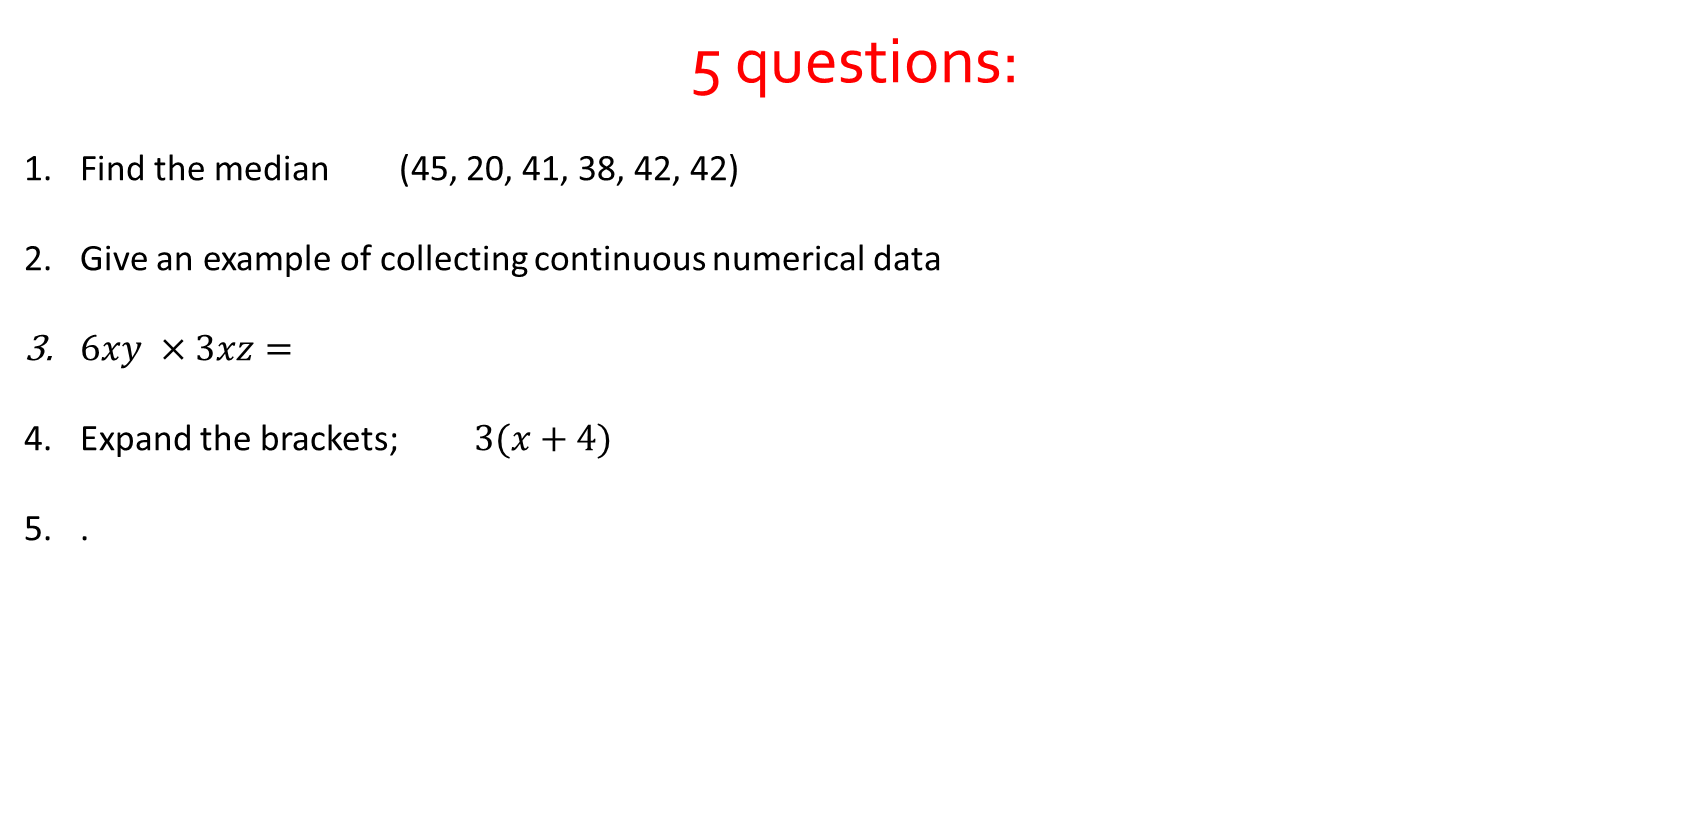 5 questions:
1. Find the median (45, 20, 41, 38, 42, 42)
2. Give an example of collecting continuous numerical data
3. 6𝑥𝑦 × 3𝑥𝑧 =
4. Expand the brackets; 3(𝑥 + 4)
5. .